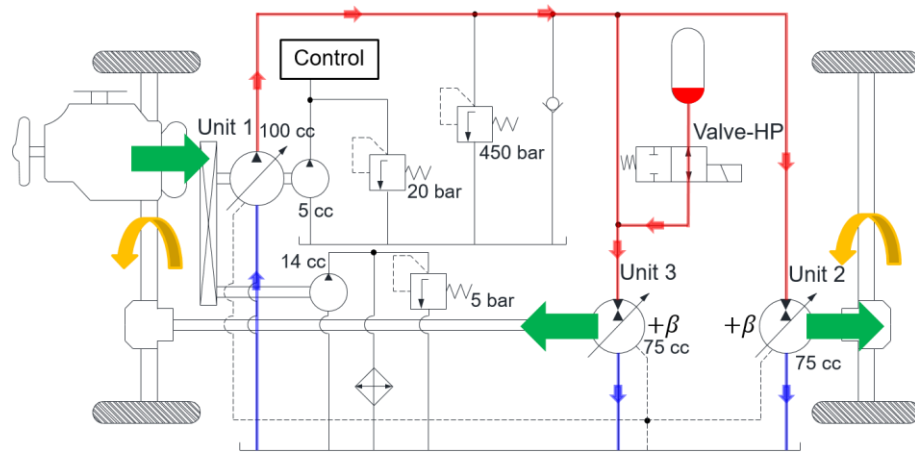 Control
Unit 1
100 cc
5 cc
20 bar
450 bar
Valve-HP
14 cc
5 bar
Unit 3
+β
75 cc
Unit 2
+β
75 cc